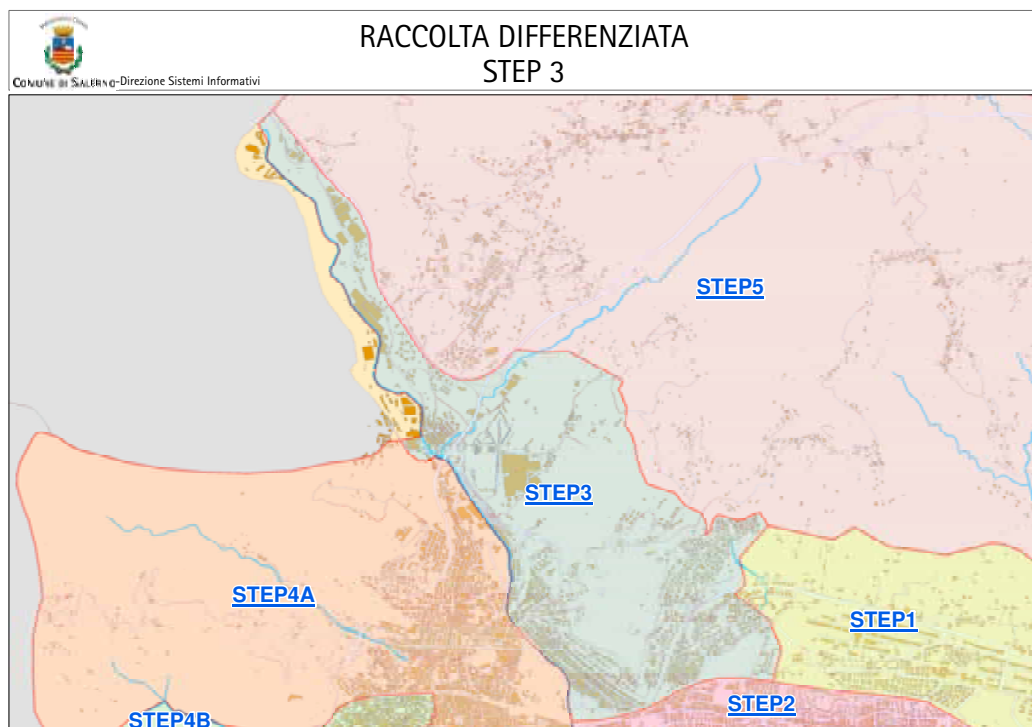 RACCOLTA DIFFERENZIATA
STEP 3
COMUNE DI SALERNO-Direzione Sistemi Informativi
STEP5
STEP3
STEP4A
STEP1
STEP2
STEP4B